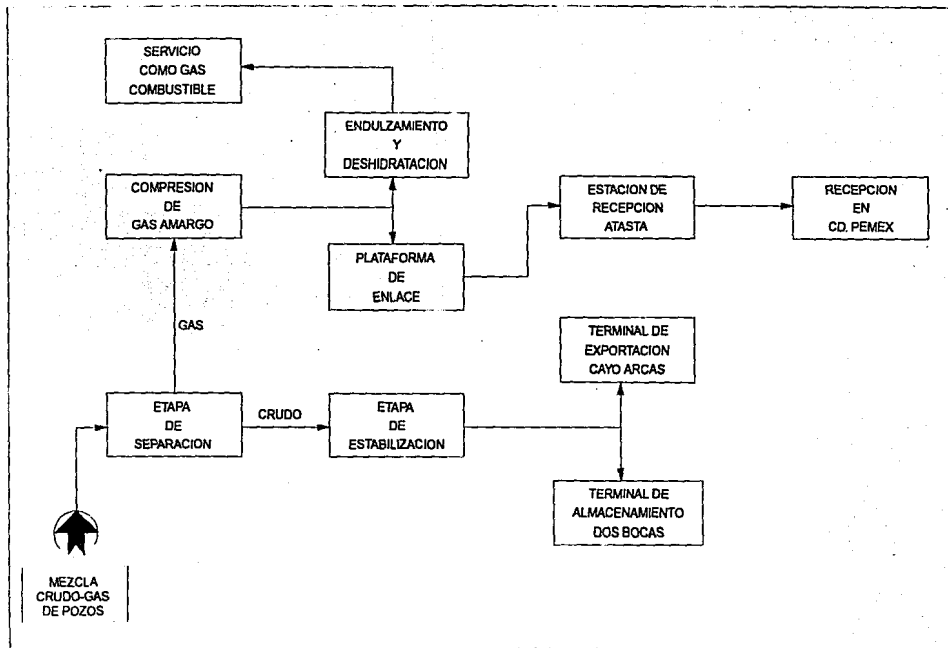 SERVICIO
COMO GAS
COMBUSTIBLE
ENDULZAMIENTO
Y
DESHIDRATACION
COMPRESION
DE
GAS AMARGO
ESTACION DE
RECEPCION
ATASTA
RECEPCION
EN
CD. PEMEX
PLATAFORMA
DE
ENLACE
GAS
TERMINAL DE
EXPORTACION
CAYO ARCAS
ETAPA
DE
SEPARACION
CRUDO
ETAPA
DE
ESTABILIZACION
TERMINAL DE
ALMACENAMIENTO
DOS BOCAS
MEZCLA
CRUDO-GAS
DE POZOS